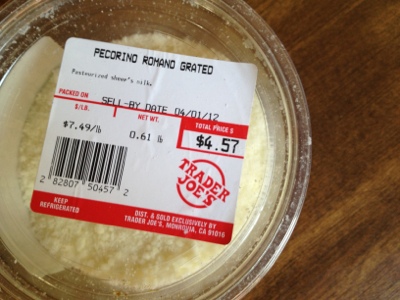 PECORINO ROMANO GRATED
Pasteurized sheep's milk.
PACKED ON
SELL-BY DATE 04/01/12
$/LB.
NET WT.
TOTAL PRICE $
$7.49/lb
0.61 lb
$4.57
2 82807 50457 2
TRADER
JOE'S
KEEP
REFRIGERATED
DIST. & SOLD EXCLUSIVELY BY
TRADER JOE'S, MONROVIA, CA 91016